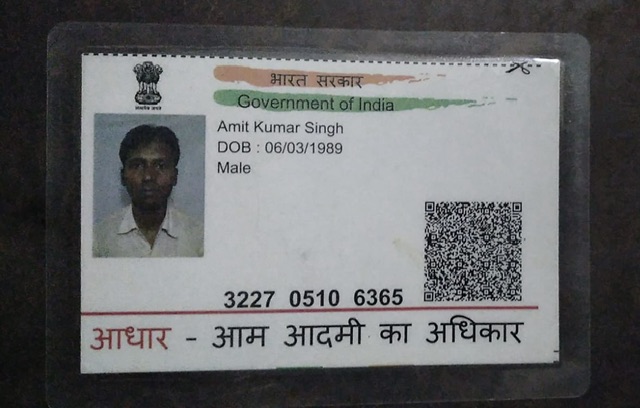 भारत सरकार
Government of India
Amit Kumar Singh
DOB : 06/03/1989
Male
3227 0510 6365
आधार - आम आदमी का अधिकार